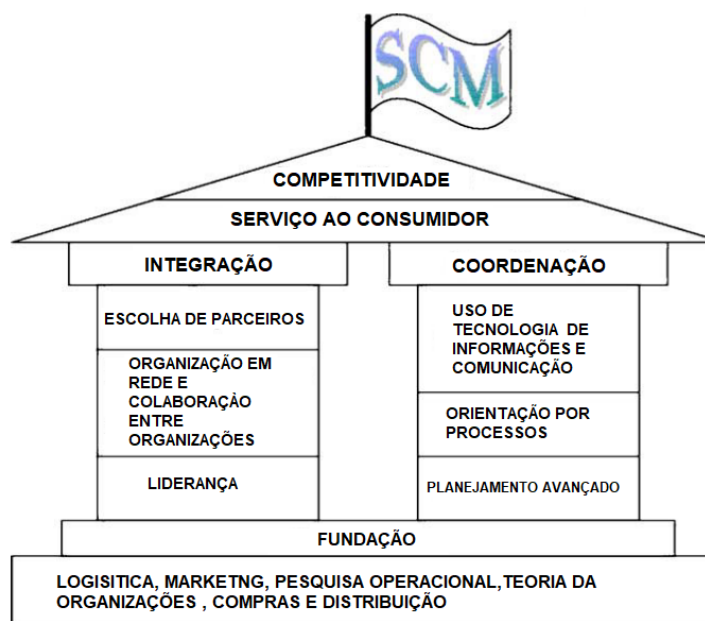 SCM
COMPETITIVIDADE
SERVIÇO AO CONSUMIDOR
INTEGRAÇÃO
ESCOLHA DE PARCEIROS
ORGANIZAÇÃO EM
REDE E
COLABORAÇÀO
ENTRE
ORGANIZAÇÕES
LIDERANÇA
COORDENAÇÃO
USO DE
TECNOLOGIA DE
INFORMAÇÕES E
COMUNICAÇÃO
ORIENTAÇÃO POR
PROCESSOS
PLANEJAMENTO AVANÇADO
FUNDAÇÃO
LOGISITICA, MARKETNG, PESQUISA OPERACIONAL,TEORIA DA
ORGANIZAÇÕES , COMPRAS E DISTRIBUIÇÃO